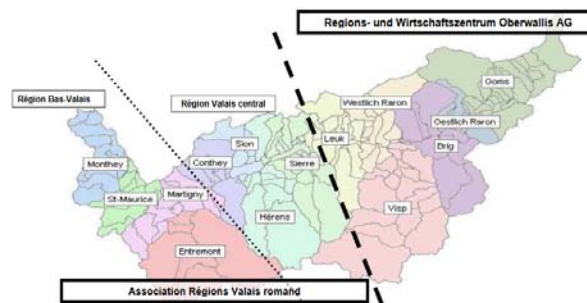 Regions- und Wirtschaftszentrum Oberwallis AG
Goms
Région Bas-Valais
Région Valais central
Westlich Raron
Oestlich Raron
Sion
Leuk
Brig
Monthey
Conthey
Sierre
St-Maurice
Martigny
Visp
Hérens
Entremont
Association Régions Valais romand